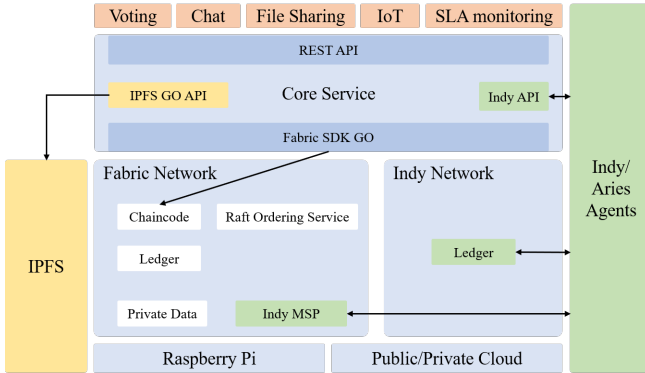 Voting
Chat
File Sharing
IoT
SLA monitoring
REST API
IPFS GO API
Core Service
Indy API
Fabric SDK GO
Fabric Network
Indy Network
Indy/
Aries
Agents
Chaincode
Raft Ordering Service
IPFS
Ledger
Ledger
Private Data
Indy MSP
Raspberry Pi
Public/Private Cloud